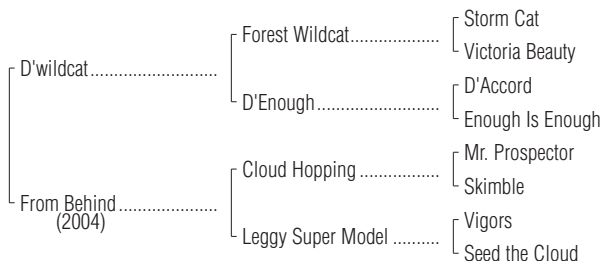 Storm Cat
Forest Wildcat...................
Victoria Beauty
D'wildcat...........................
D'Accord
D'Enough..........................
Enough Is Enough
Mr. Prospector
Cloud Hopping .................
Skimble
From Behind.....................
(2004)
Vigors
Leggy Super Model ..........
Seed the Cloud